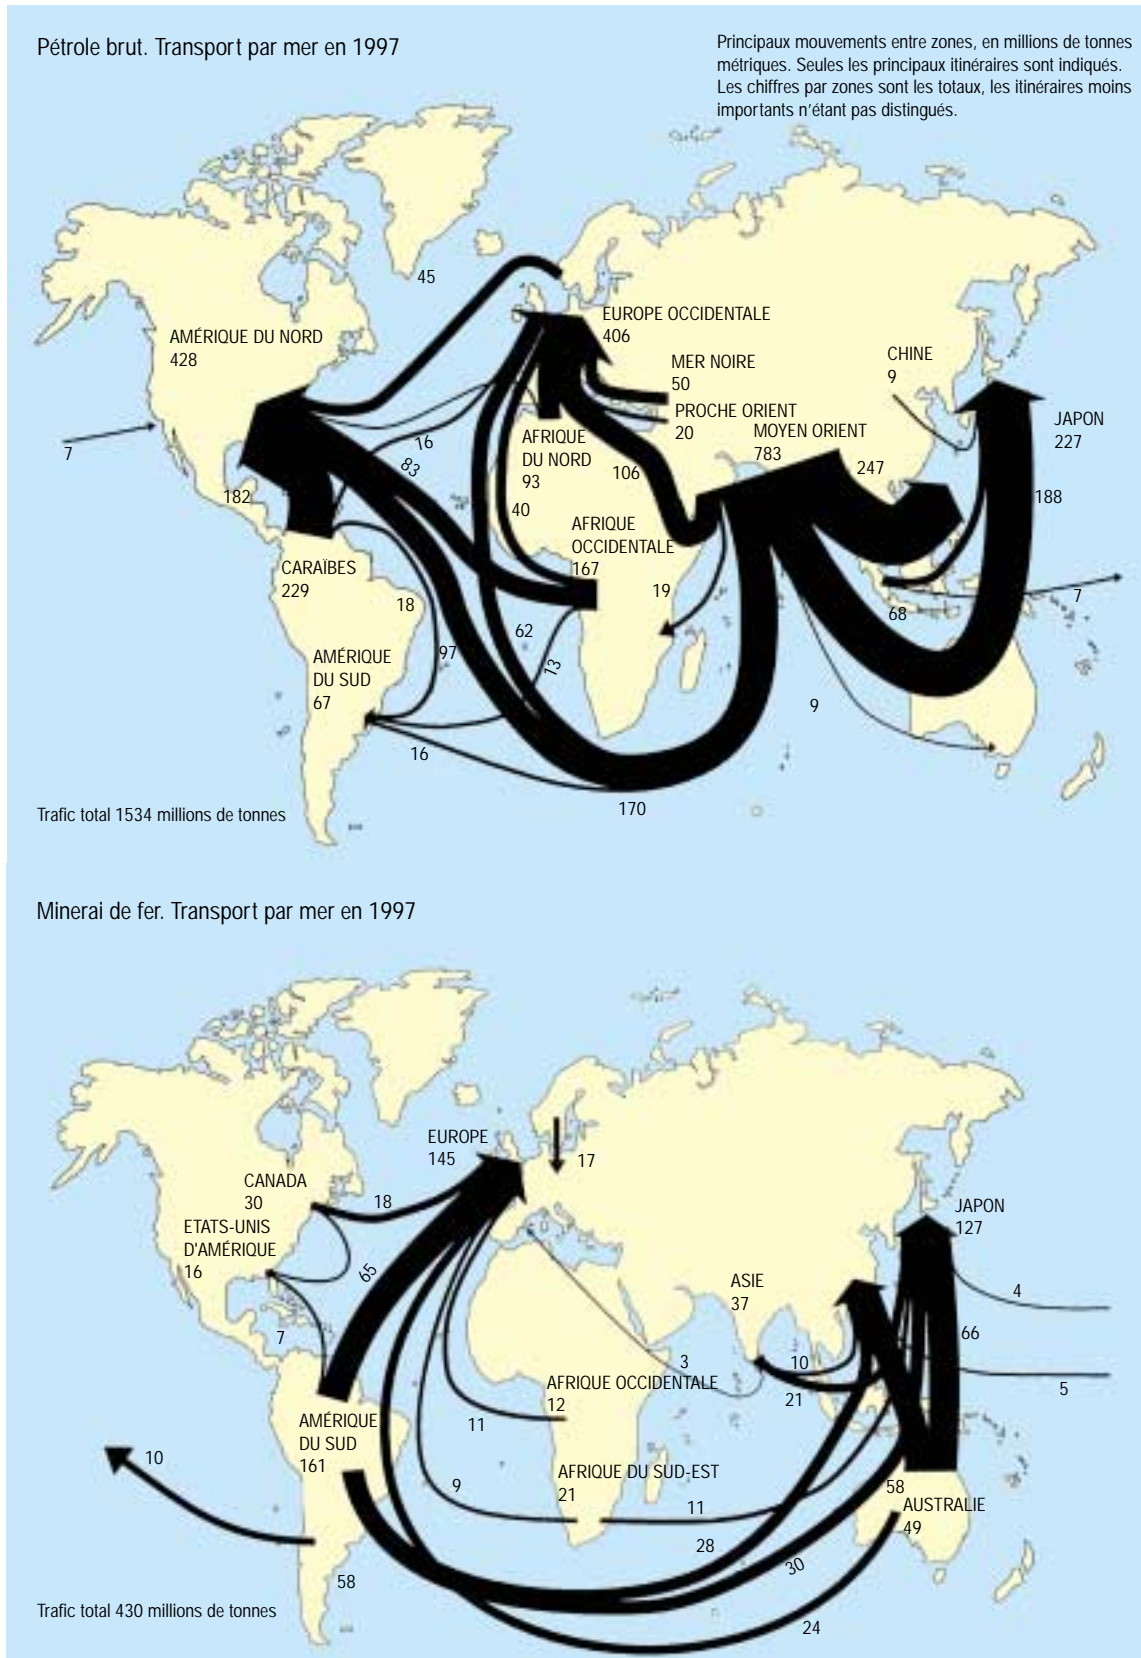 Pétrole brut. Transport par mer en 1997
Principaux mouvements entre zones, en millions de tonnes
métriques. Seules les principaux itinéraires sont indiqués.
Les chiffres par zones sont les totaux, les itinéraires moins
importants n'étant pas distingués.
45
AMÉRIQUE DU NORD
428
EUROPE OCCIDENTALE
406
MER NOIRE
50
CHINE
9
PROCHE ORIENT
20
MOYEN ORIENT
783
JAPON
227
7
16
83
AFRIQUE
DU NORD
93
106
247
182
40
188
AFRIQUE
OCCIDENTALE
167
CARAÏBES
229
18
19
68
7
62
97
13
AMÉRIQUE
DU SUD
67
9
16
170
Trafic total 1534 millions de tonnes
Minerai de fer. Transport par mer en 1997
EUROPE
145
17
CANADA
30
18
JAPON
127
ETATS-UNIS
D'AMÉRIQUE
16
65
ASIE
37
4
7
66
3
10
5
21
AFRIQUE OCCIDENTALE
12
11
AMÉRIQUE
DU SUD
161
10
9
AFRIQUE DU SUD-EST
21
11
58
AUSTRALIE
49
28
30
58
24
Trafic total 430 millions de tonnes